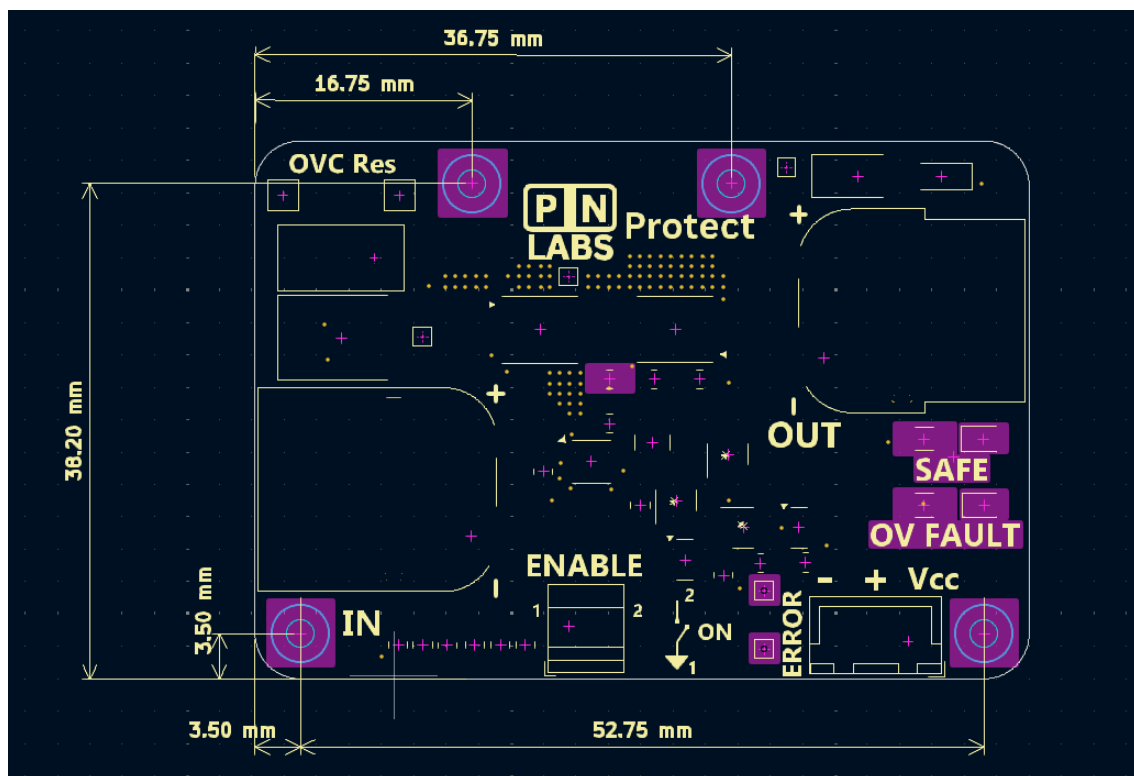 36.75 mm
16.75 mm
OVC Res
P N
LABS
Protect
+
+
38.20 mm
-
OUT
SAFE
OV FAULT
ENABLE
- + Vcc
-
1 2
2
ON
1
IN
ERROR
3.50 mm
3.50 mm
52.75 mm